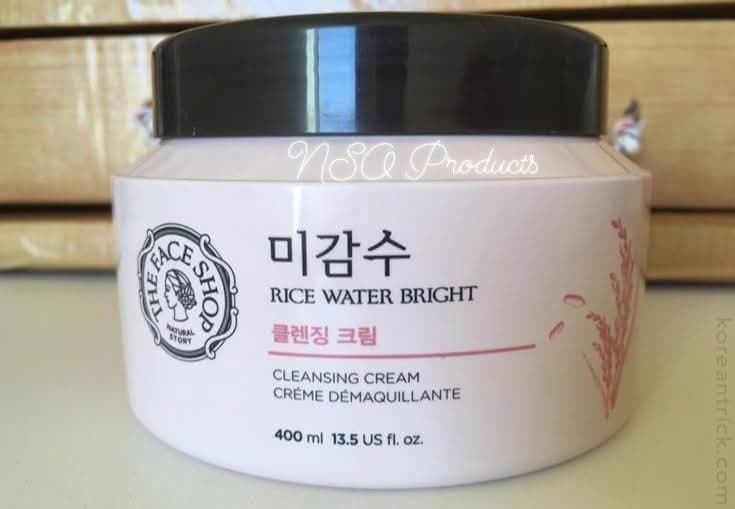 NSA Products
THE FACE SHOP
NATURAL
STORY
미감수
RICE WATER BRIGHT
클렌징 크림
CLEANSING CREAM
CRÉME DÉMAQUILLANTE
400 ml 13.5 US fl. oz.
koreantrick.com